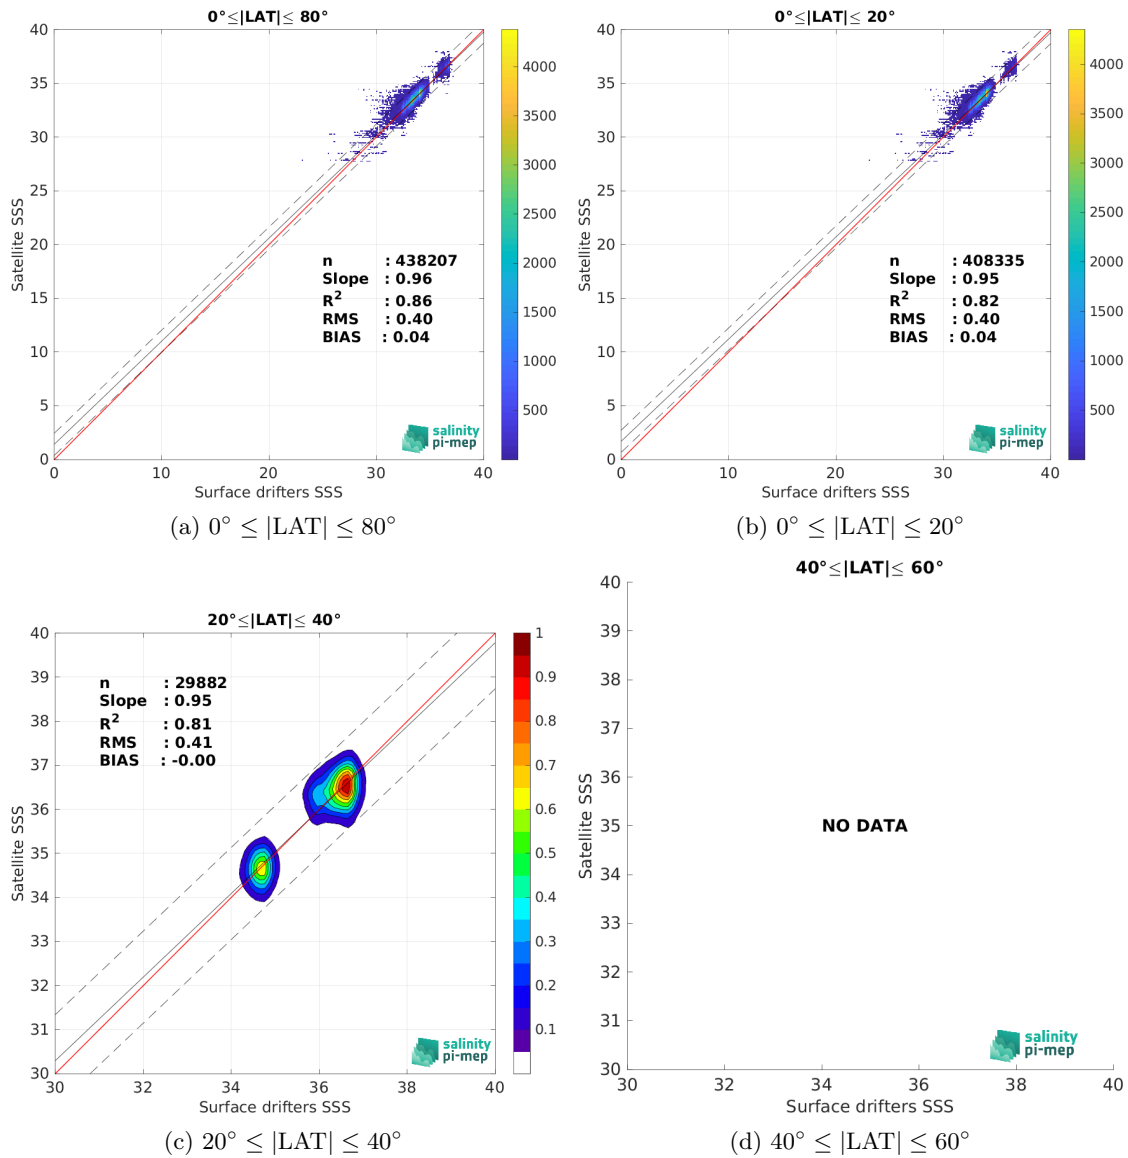 0°≤|LAT|≤ 80°
40
35
30
25
20
15
10
5
0
Satellite SSS
n : 438207
Slope : 0.96
R² : 0.86
RMS : 0.40
BIAS : 0.04
salinity
pi-mep
0 10 20 30 40
Surface drifters SSS
4000
3500
3000
2500
2000
1500
1000
500
(a) 0° ≤ |LAT| ≤ 80°
0°≤|LAT|≤ 20°
40
35
30
25
20
15
10
5
0
Satellite SSS
n : 408335
Slope : 0.95
R² : 0.82
RMS : 0.40
BIAS : 0.04
salinity
pi-mep
0 10 20 30 40
Surface drifters SSS
4000
3500
3000
2500
2000
1500
1000
500
(b) 0° ≤ |LAT| ≤ 20°
20°≤|LAT|≤ 40°
40
39
38
37
36
35
34
33
32
31
30
Satellite SSS
n : 29882
Slope : 0.95
R² : 0.81
RMS : 0.41
BIAS : -0.00
salinity
pi-mep
30 32 34 36 38 40
Surface drifters SSS
1
0.9
0.8
0.7
0.6
0.5
0.4
0.3
0.2
0.1
(c) 20° ≤ |LAT| ≤ 40°
40°≤|LAT|≤ 60°
40
39
38
37
36
35
34
33
32
31
30
Satellite SSS
NO DATA
salinity
pi-mep
30 32 34 36 38 40
Surface drifters SSS
(d) 40° ≤ |LAT| ≤ 60°